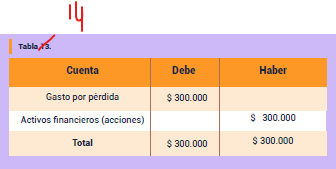 14
Tabla 13.
Cuenta Debe Haber
Gasto por pérdida $ 300.000
Activos financieros (acciones) $ 300.000
Total $ 300.000 $ 300.000